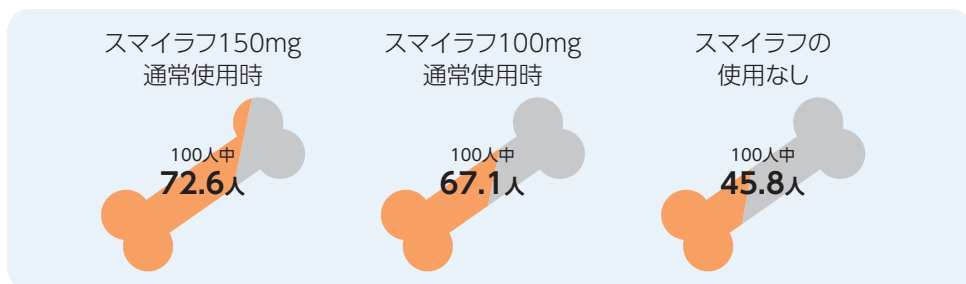 スマイラフ150mg
通常使用時
100人中
72.6人
スマイラフ100mg
通常使用時
100人中
67.1人
スマイラフの
使用なし
100人中
45.8人